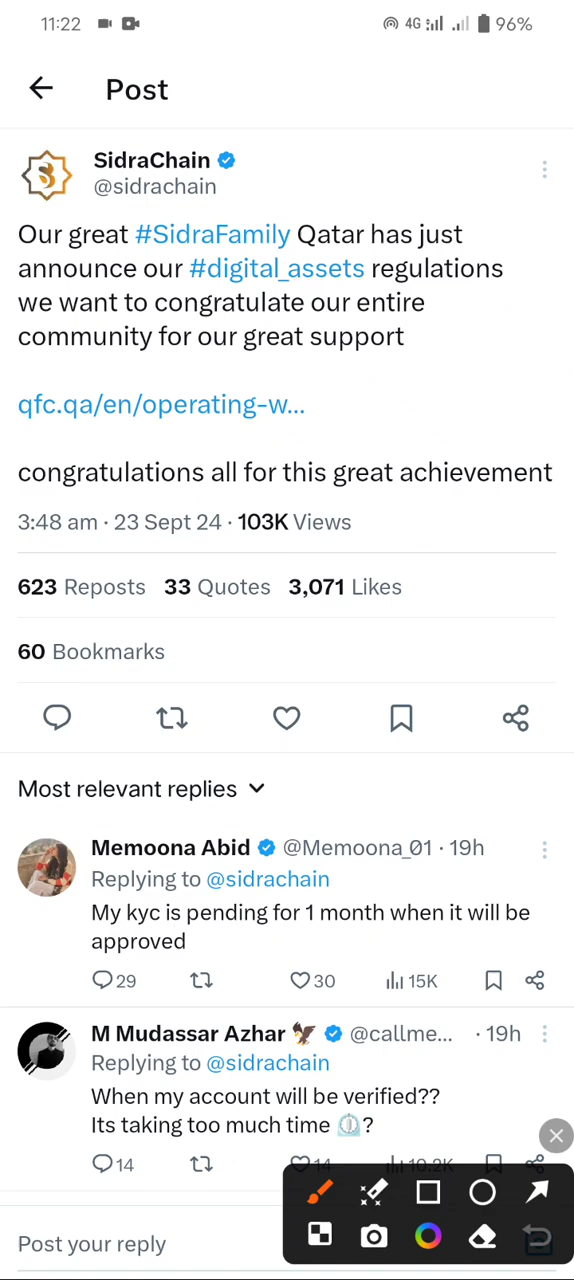 11:22 4G 96%
Post
SidraChain
@sidrachain
Our great #SidraFamily Qatar has just
announce our #digital_assets regulations
we want to congratulate our entire
community for our great support
qfc.qa/en/operating-w...
congratulations all for this great achievement
3:48 am · 23 Sept 24 · 103K Views
623 Reposts 33 Quotes 3,071 Likes
60 Bookmarks
Most relevant replies
Memoona Abid @Memoona_01 · 19h
Replying to @sidrachain
My kyc is pending for 1 month when it will be
approved
29 30 15K
M Mudassar Azhar 🦅 @callme... · 19h
Replying to @sidrachain
When my account will be verified??
Its taking too much time ⏲?
14 14 10.2K
Post your reply